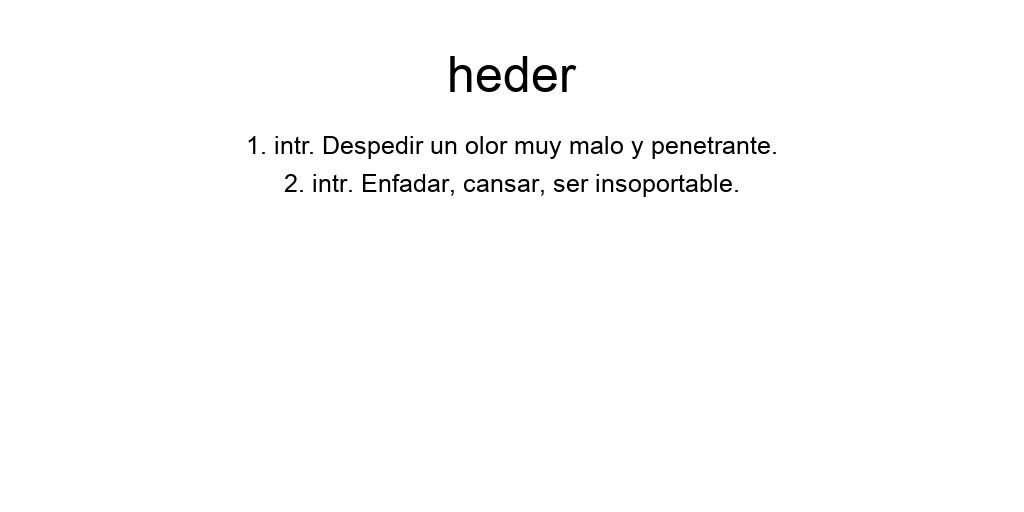 heder
1. intr. Despedir un olor muy malo y penetrante.
2. intr. Enfadar, cansar, ser insoportable.